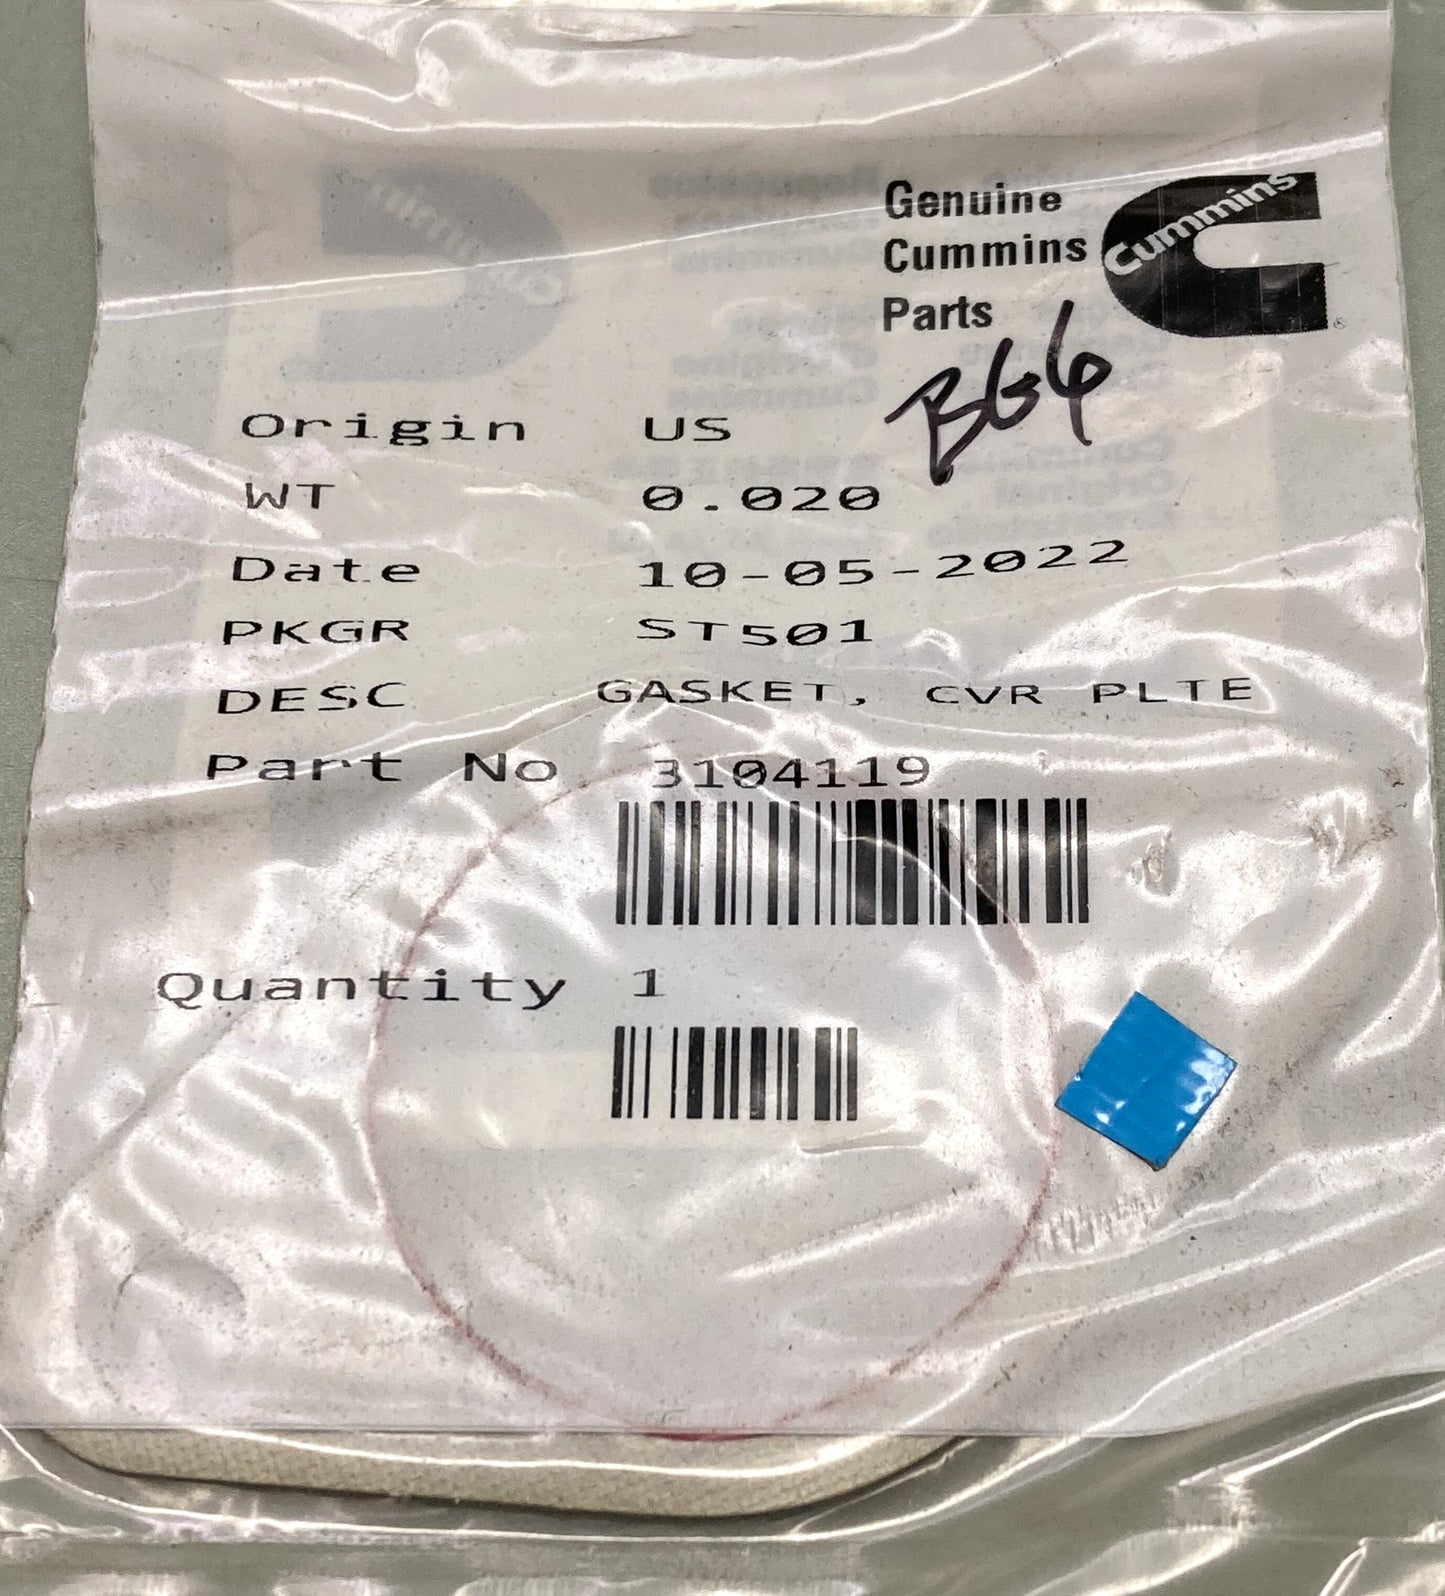 Genuine
Cummins
Parts
Cummins
B66
Origin US
WT 0.020
Date 10-05-2022
PKGR ST501
DESC GASKET, CVR PLTE
Part No 3104119
Quantity 1